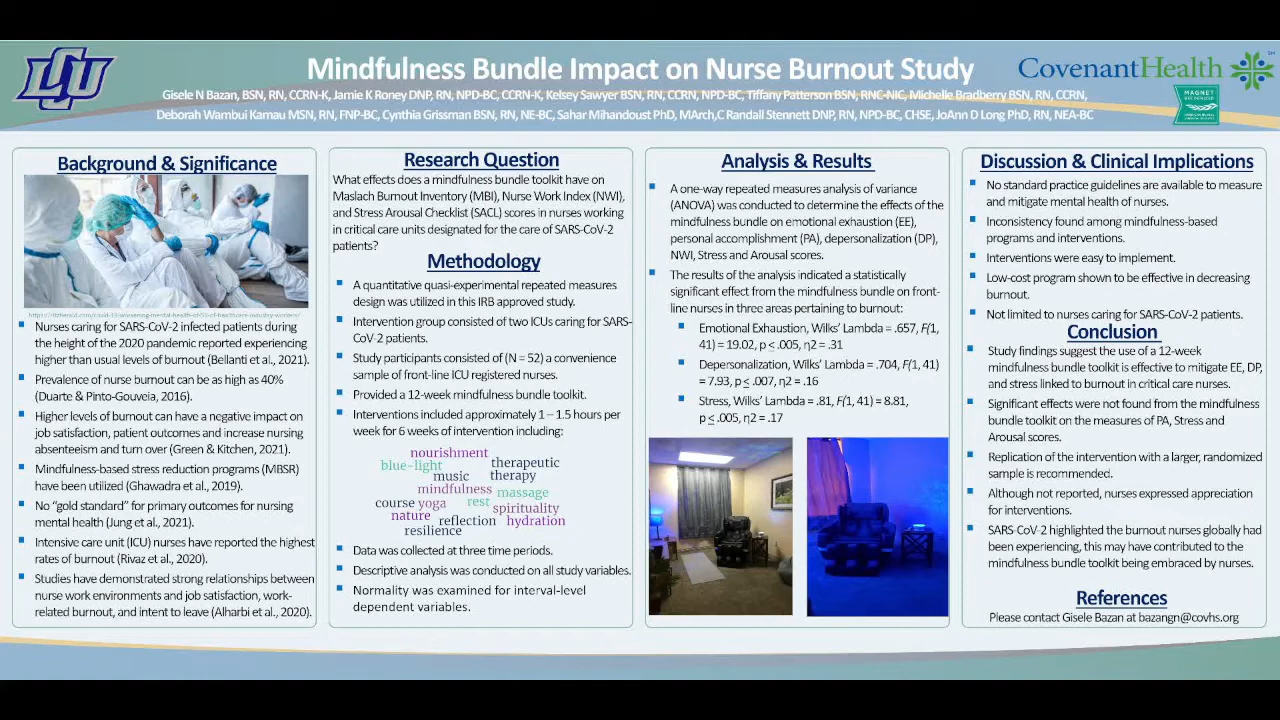 LCU
Mindfulness Bundle Impact on Nurse Burnout Study
Gisele N Bazan, BSN, RN, CCRN-K, Jamie K Roney DNP, RN, NPD-BC, CCRN-K, Kelsey Sawyer BSN, RN, CCRN, NPD-BC, Tiffany Patterson BSN, RNC-NIC, Michelle Bradberry BSN, RN, CCRN,
Deborah Wambui Kamau MSN, RN, FNP-BC, Cynthia Grissman BSN, RN, NE-BC, Sahar Mihandoust PhD, MArch,C Randall Stennett DNP, RN, NPD-BC, CHSE, JoAnn D Long PhD, RN, NEA-BC
CovenantHealth
SM
MAGNET
RECOGNIZED
Background & Significance
Nurses caring for SARS-CoV-2 infected patients during
the height of the 2020 pandemic reported experiencing
higher than usual levels of burnout (Bellanti et al., 2021).
Prevalence of nurse burnout can be as high as 40%
(Duarte & Pinto-Gouveia, 2016).
Higher levels of burnout can have a negative impact on
job satisfaction, patient outcomes and increase nursing
absenteeism and turn over (Green & Kitchen, 2021).
Mindfulness-based stress reduction programs (MBSR)
have been utilized (Ghawadra et al., 2019).
No “gold standard” for primary outcomes for nursing
mental health (Jung et al., 2021).
Intensive care unit (ICU) nurses have reported the highest
rates of burnout (Rivaz et al., 2020).
Studies have demonstrated strong relationships between
nurse work environments and job satisfaction, work-
related burnout, and intent to leave (Alharbi et al., 2020).
Research Question
What effects does a mindfulness bundle toolkit have on
Maslach Burnout Inventory (MBI), Nurse Work Index (NWI),
and Stress Arousal Checklist (SACL) scores in nurses working
in critical care units designated for the care of SARS-CoV-2
patients?
Methodology
A quantitative quasi-experimental repeated measures
design was utilized in this IRB approved study.
Intervention group consisted of two ICUs caring for SARS-
CoV-2 patients.
Study participants consisted of (N = 52) a convenience
sample of front-line ICU registered nurses.
Provided a 12-week mindfulness bundle toolkit.
Interventions included approximately 1 – 1.5 hours per
week for 6 weeks of intervention including:
nourishment
blue-light therapeutic
music therapy
mindfulness massage
course yoga rest spirituality
nature reflection hydration
resilience
Data was collected at three time periods.
Descriptive analysis was conducted on all study variables.
Normality was examined for interval-level
dependent variables.
Analysis & Results
A one-way repeated measures analysis of variance
(ANOVA) was conducted to determine the effects of the
mindfulness bundle on emotional exhaustion (EE),
personal accomplishment (PA), depersonalization (DP),
NWI, Stress and Arousal scores.
The results of the analysis indicated a statistically
significant effect from the mindfulness bundle on front-
line nurses in three areas pertaining to burnout:
Emotional Exhaustion, Wilks’ Lambda = .657, F(1,
41) = 19.02, p ≤ .005, η2 = .31
Depersonalization, Wilks’ Lambda = .704, F(1, 41)
= 7.93, p ≤ .007, η2 = .16
Stress, Wilks’ Lambda = .81, F(1, 41) = 8.81,
p ≤ .005, η2 = .17
Discussion & Clinical Implications
No standard practice guidelines are available to measure
and mitigate mental health of nurses.
Inconsistency found among mindfulness-based
programs and interventions.
Interventions were easy to implement.
Low-cost program shown to be effective in decreasing
burnout.
Not limited to nurses caring for SARS-CoV-2 patients.
Conclusion
Study findings suggest the use of a 12-week
mindfulness bundle toolkit is effective to mitigate EE, DP,
and stress linked to burnout in critical care nurses.
Significant effects were not found from the mindfulness
bundle toolkit on the measures of PA, Stress and
Arousal scores.
Replication of the intervention with a larger, randomized
sample is recommended.
Although not reported, nurses expressed appreciation
for interventions.
SARS-CoV-2 highlighted the burnout nurses globally had
been experiencing, this may have contributed to the
mindfulness bundle toolkit being embraced by nurses.
References
Please contact Gisele Bazan at bazangn@covhs.org